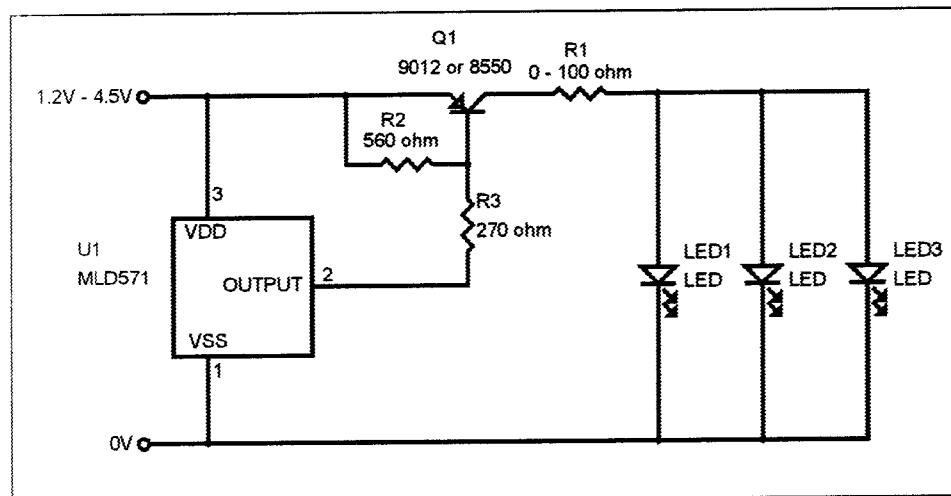 Q1
9012 or 8550
R1
0 - 100 ohm
1.2V - 4.5V
R2
560 ohm
3
R3
270 ohm
U1
MLD571
VDD
OUTPUT
2
VSS
1
LED1
LED
LED2
LED
LED3
LED
0V